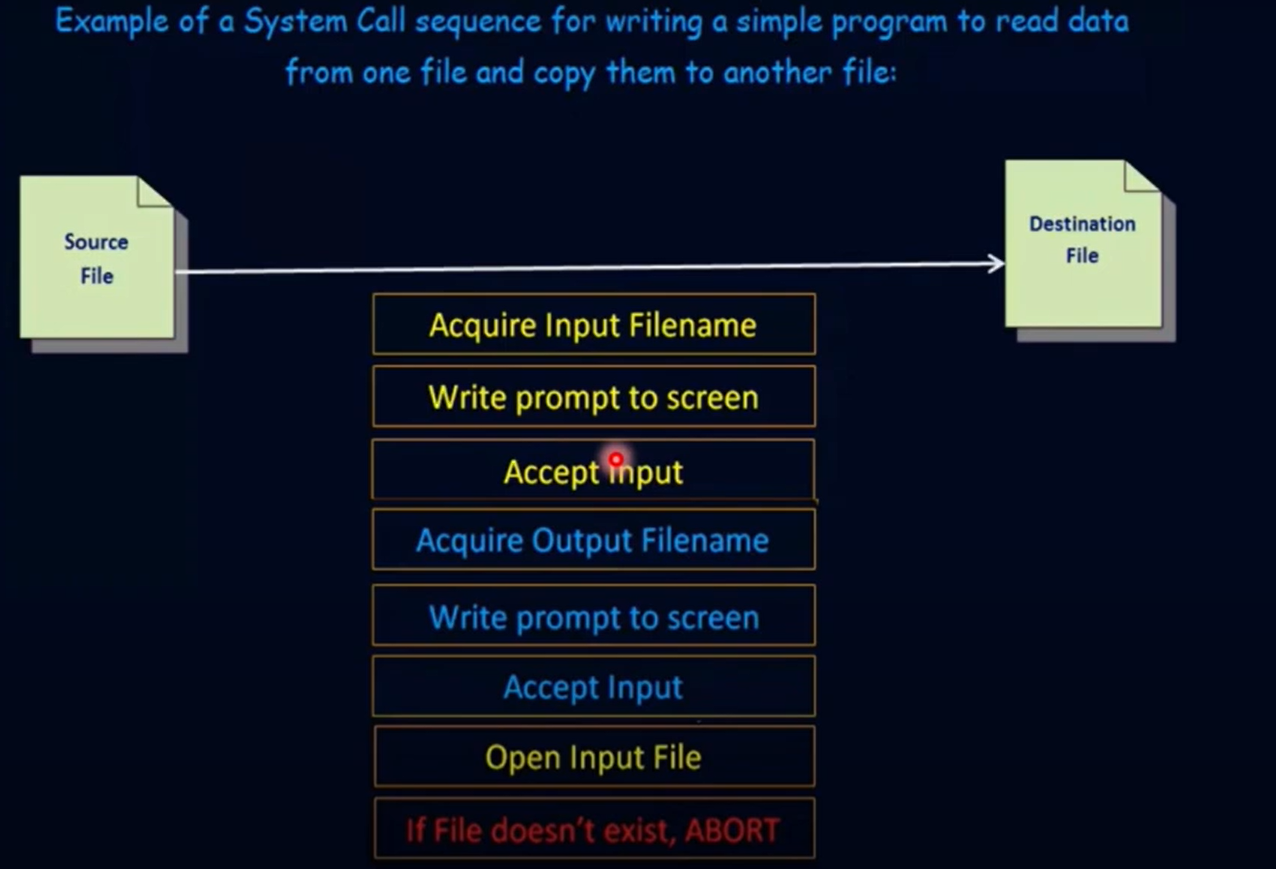 Example of a System Call sequence for writing a simple program to read data
from one file and copy them to another file:
Source
File
Destination
File
Acquire Input Filename
Write prompt to screen
Accept Input
Acquire Output Filename
Write prompt to screen
Accept Input
Open Input File
If File doesn't exist, ABORT